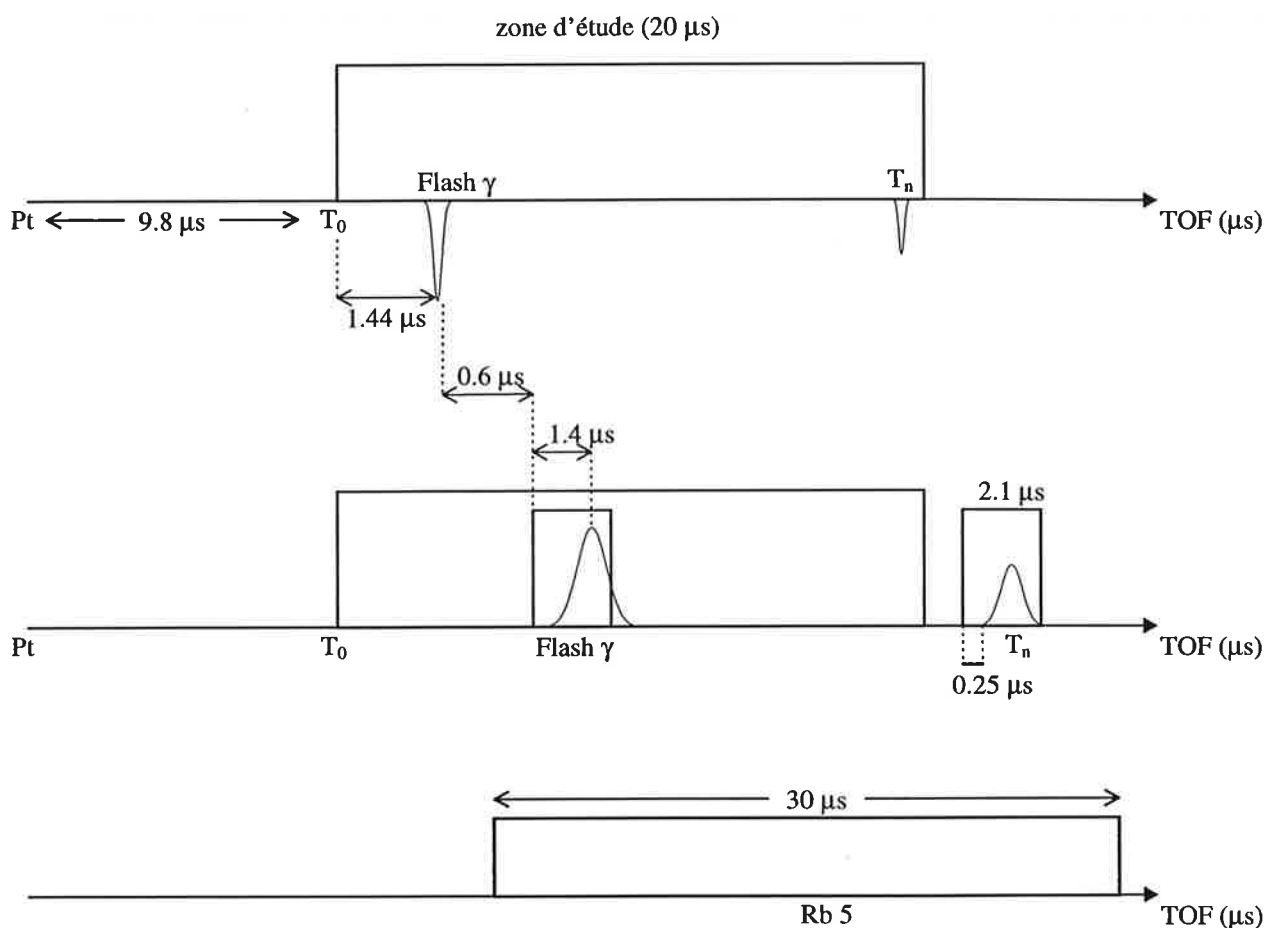 zone d'étude (20 μs)
Flash γ
Tn
Pt
9.8 μs
T0
TOF (μs)
1.44 μs
0.6 μs
1.4 μs
2.1 μs
Pt
T0
Flash γ
Tn
TOF (μs)
0.25 μs
30 μs
Rb 5
TOF (μs)